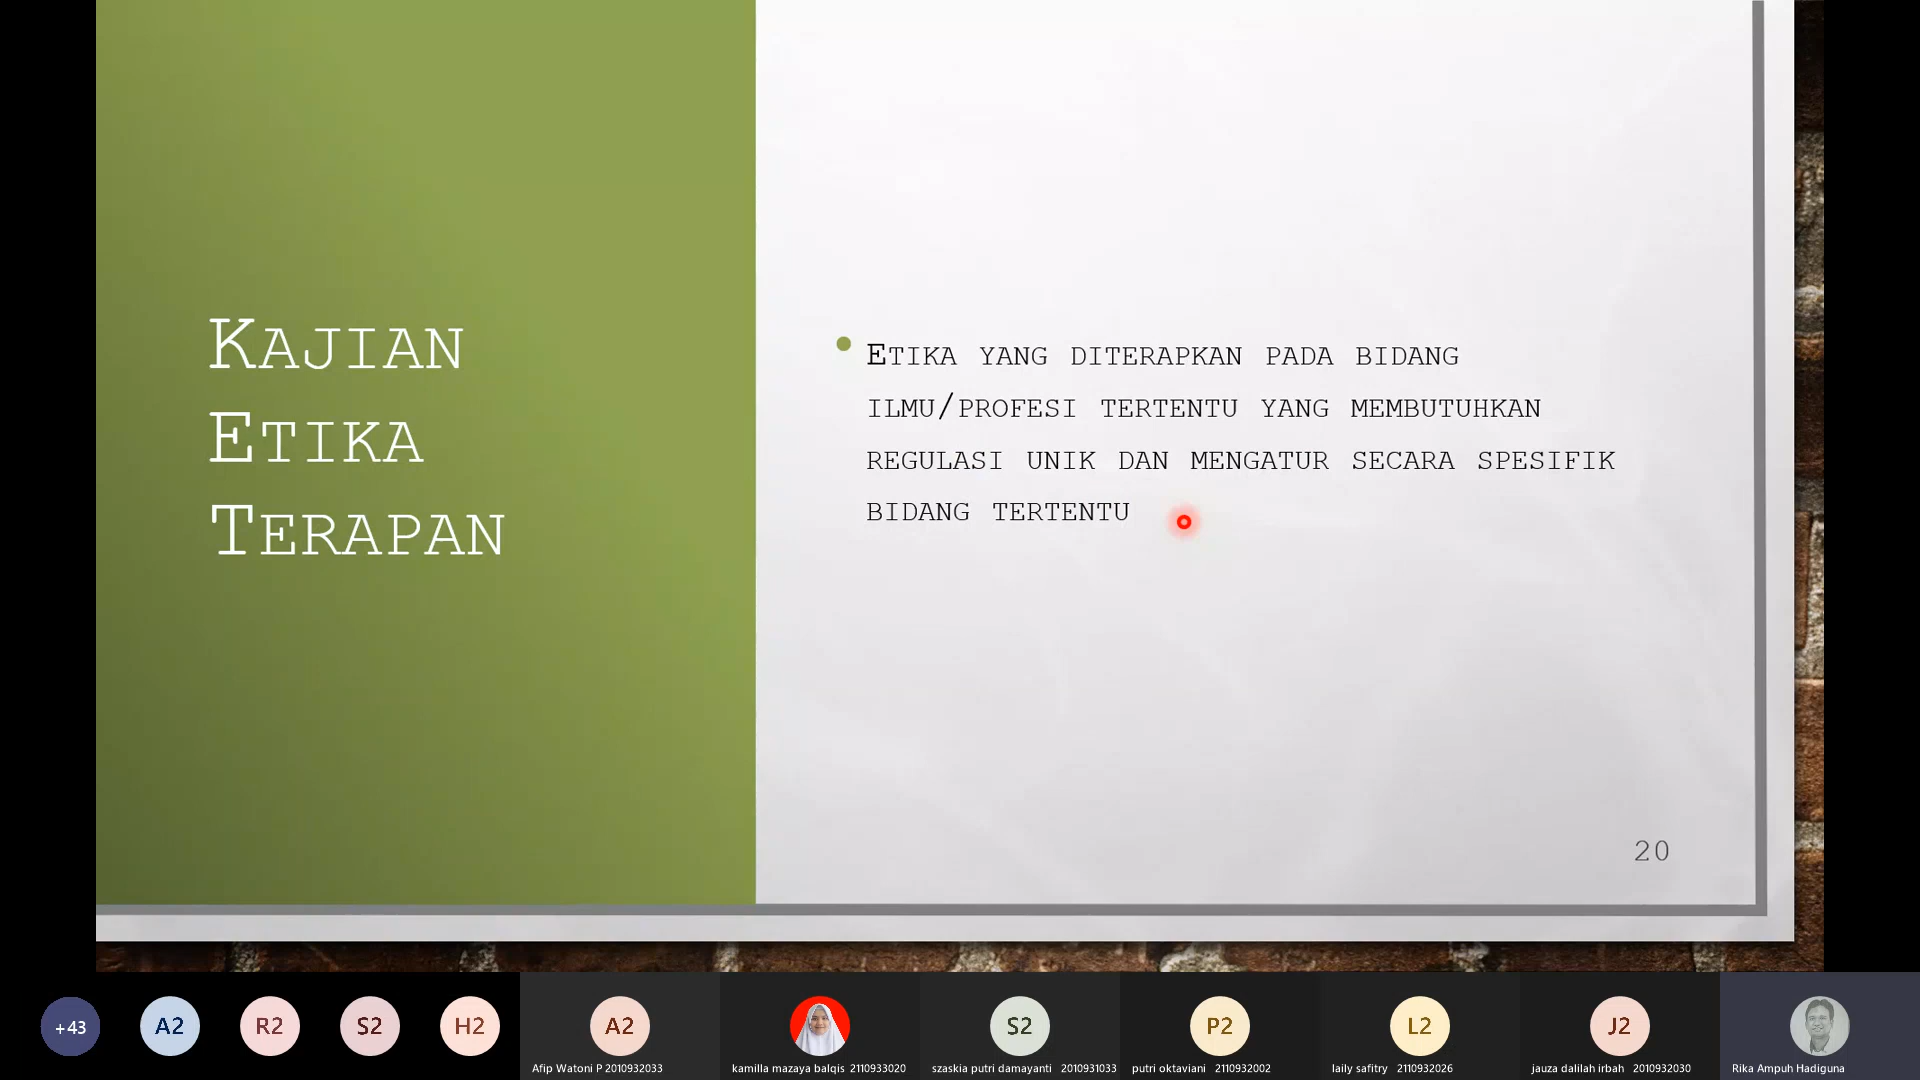 KAJIAN
ETIKA
TERAPAN
• ETIKA YANG DITERAPKAN PADA BIDANG
ILMU/PROFESI TERTENTU YANG MEMBUTUHKAN
REGULASI UNIK DAN MENGATUR SECARA SPESIFIK
BIDANG TERTENTU
20
+43
A2
R2
S2
H2
A2
S2
P2
L2
J2
Afip Watoni P 2010932033
kamilla mazaya balqis 2110933020
szaskia putri damayanti 2010931033
putri oktaviani 2110932002
laily safitry 2110932026
jauza dalilah irbah 2010932030
Rika Ampuh Hadiguna